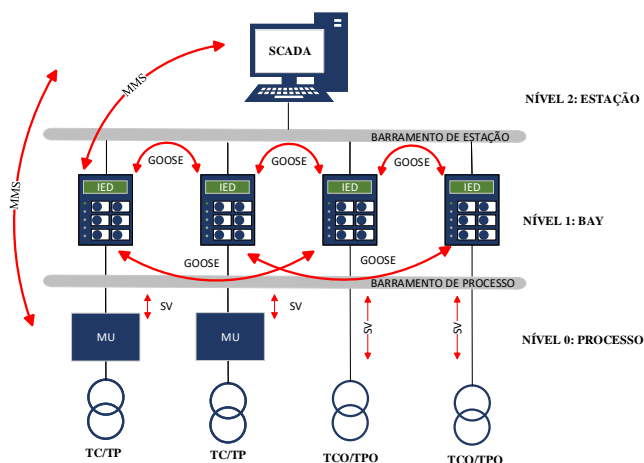 SCADA
MMS
NÍVEL 2: ESTAÇÃO
BARRAMENTO DE ESTAÇÃO
GOOSE
GOOSE
GOOSE
MMS
IED
IED
IED
IED
NÍVEL 1: BAY
GOOSE
GOOSE
BARRAMENTO DE PROCESSO
SV
SV
SV
SV
MU
MU
NÍVEL 0: PROCESSO
TC/TP
TC/TP
TCO/TPO
TCO/TPO